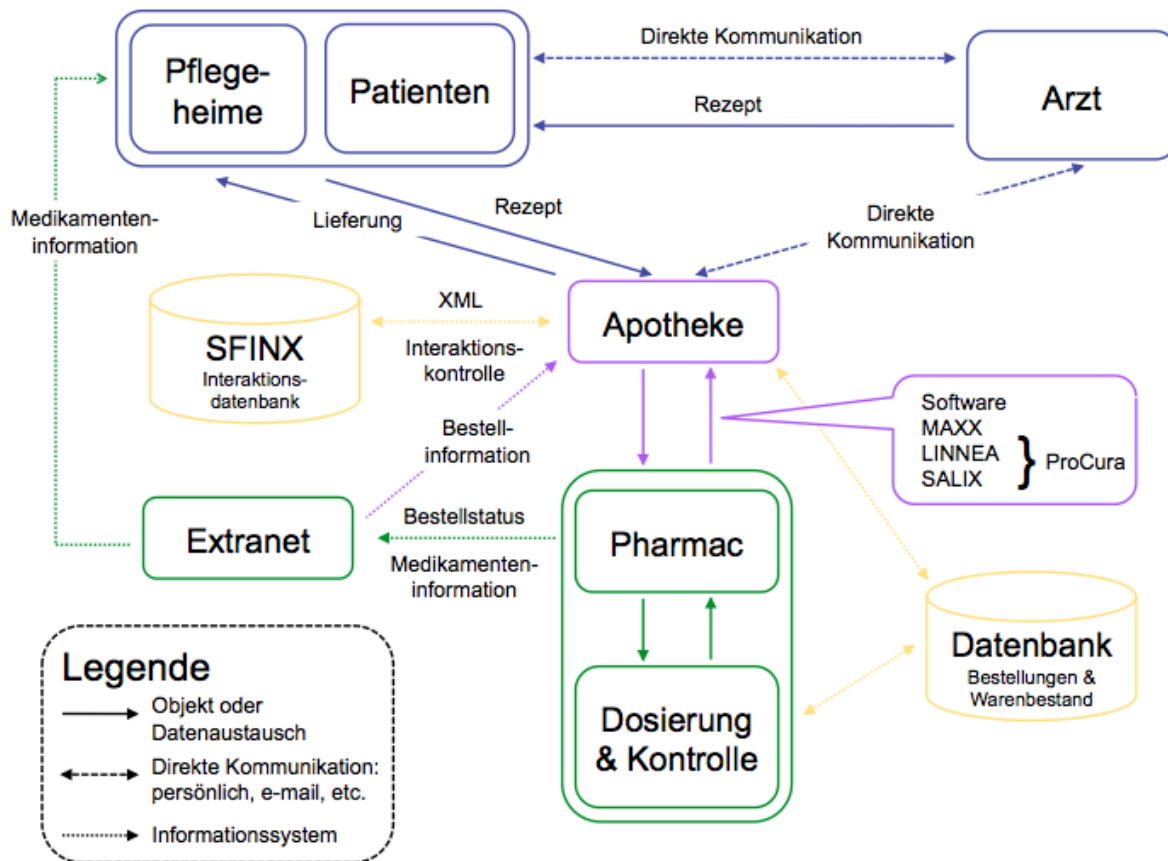 Pflege-
heime
Patienten
Direkte Kommunikation
Arzt
Rezept
Medikamenten-
information
Lieferung
Rezept
Direkte
Kommunikation
XML
Apotheke
SFINX
Interaktions-
datenbank
Interaktions-
kontrolle
Software
MAXX
LINNEA
SALIX
} ProCura
Bestell-
information
Extranet
Bestellstatus
Medikamenten-
information
Pharmac
Datenbank
Bestellungen &
Warenbestand
Dosierung
& Kontrolle
Legende
Objekt oder
Datenaustausch
Direkte Kommunikation:
persönlich, e-mail, etc.
Informationssystem